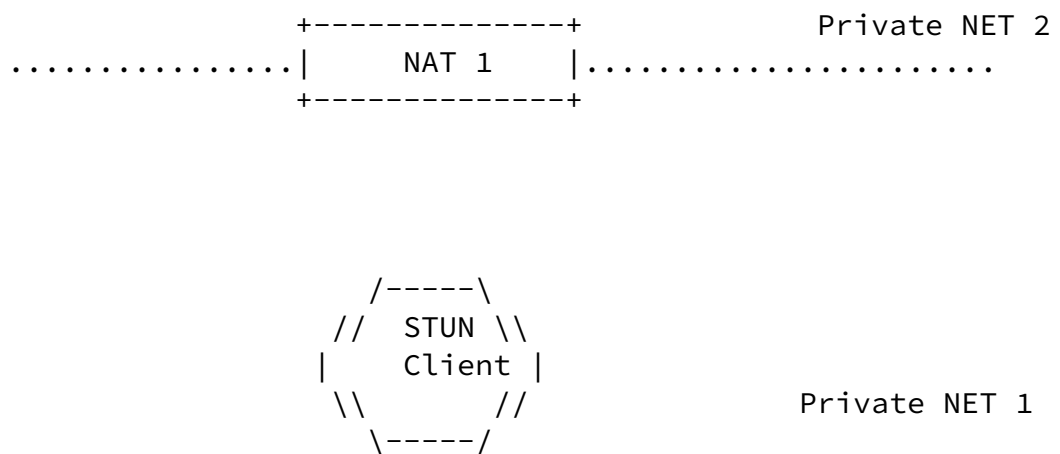 +--------------+             Private NET 2
................|     NAT 1    |.......................
+--------------+
/-----\
//  STUN \\
|    Client |
\\       //               Private NET 1
\-----/